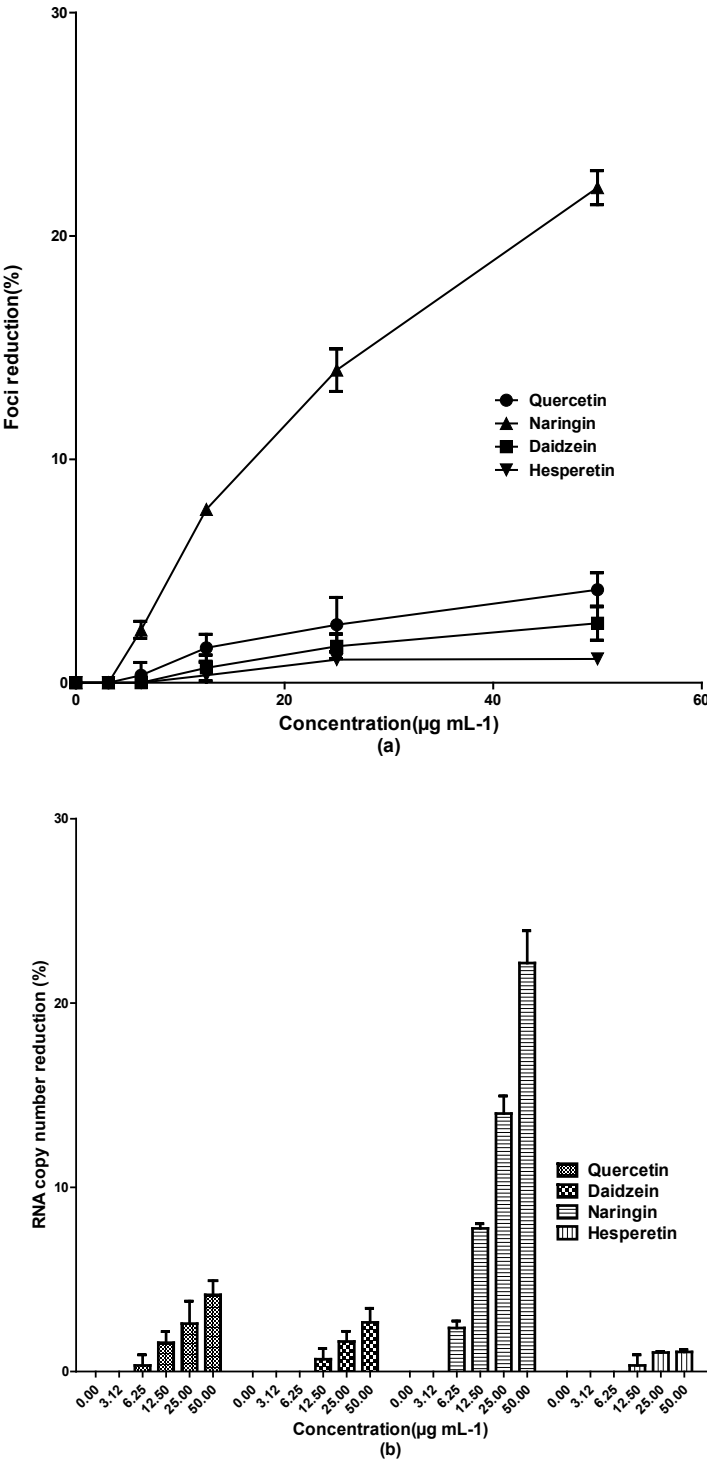 30
20
10
0
Foci reduction(%)
Quercetin
Naringin
Daidzein
Hesperetin
0 20 40 60
Concentration(µg mL-1)
(a)
30
20
10
0
RNA copy number reduction (%)
Quercetin
Daidzein
Naringin
Hesperetin
0.00 3.12 6.25 12.50 25.00 50.00 0.00 3.12 6.25 12.50 25.00 50.00 0.00 3.12 6.25 12.50 25.00 50.00 0.00 3.12 6.25 12.50 25.00 50.00
Concentration(µg mL-1)
(b)